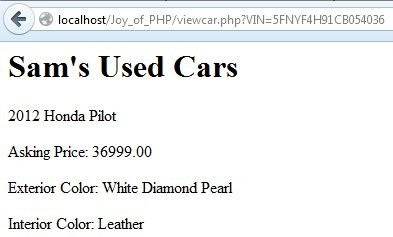 localhost/Joy_of_PHP/viewcar.php?VIN=5FNYF4H91CB054036
Sam's Used Cars
2012 Honda Pilot
Asking Price: 36999.00
Exterior Color: White Diamond Pearl
Interior Color: Leather